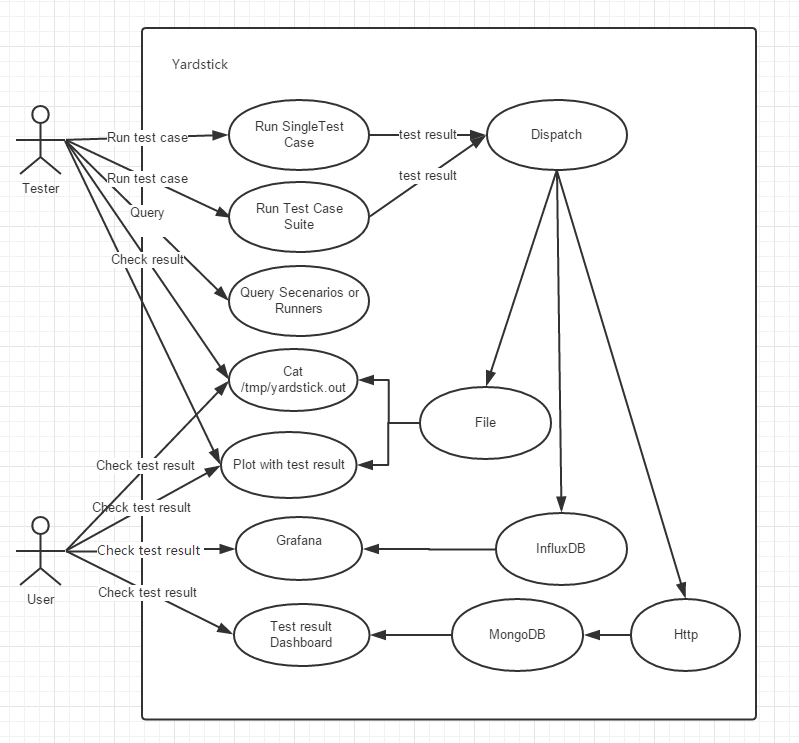 Yardstick
Tester
Run test case
Run SingleTest
Case
test result
Dispatch
Run test case
Run Test Case
Suite
test result
Query
Query Secenarios or
Runners
Check result
Cat
/tmp/yardstick.out
File
Check test result
Plot with test result
Check test result
User
Check test result
Grafana
InfluxDB
Check test result
Test result
Dashboard
MongoDB
Http